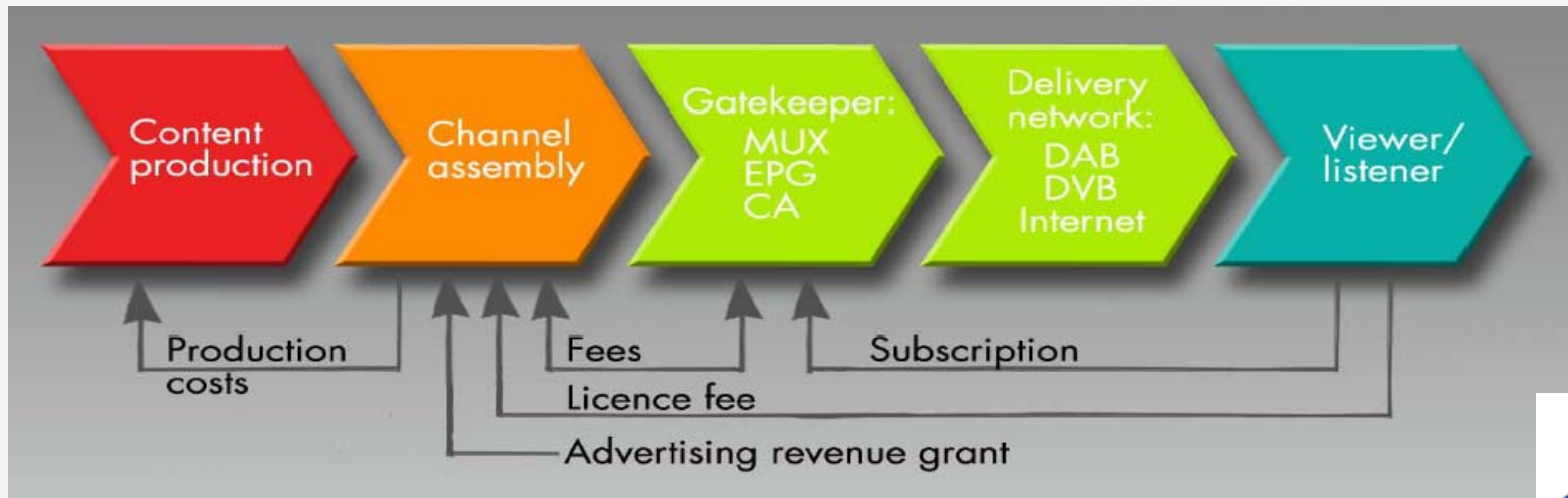 Content
production
Channel
assembly
Gatekeeper:
MUX
EPG
CA
Delivery
network:
DAB
DVB
Internet
Viewer/
listener
Production
costs
Fees
Subscription
Licence fee
Advertising revenue grant